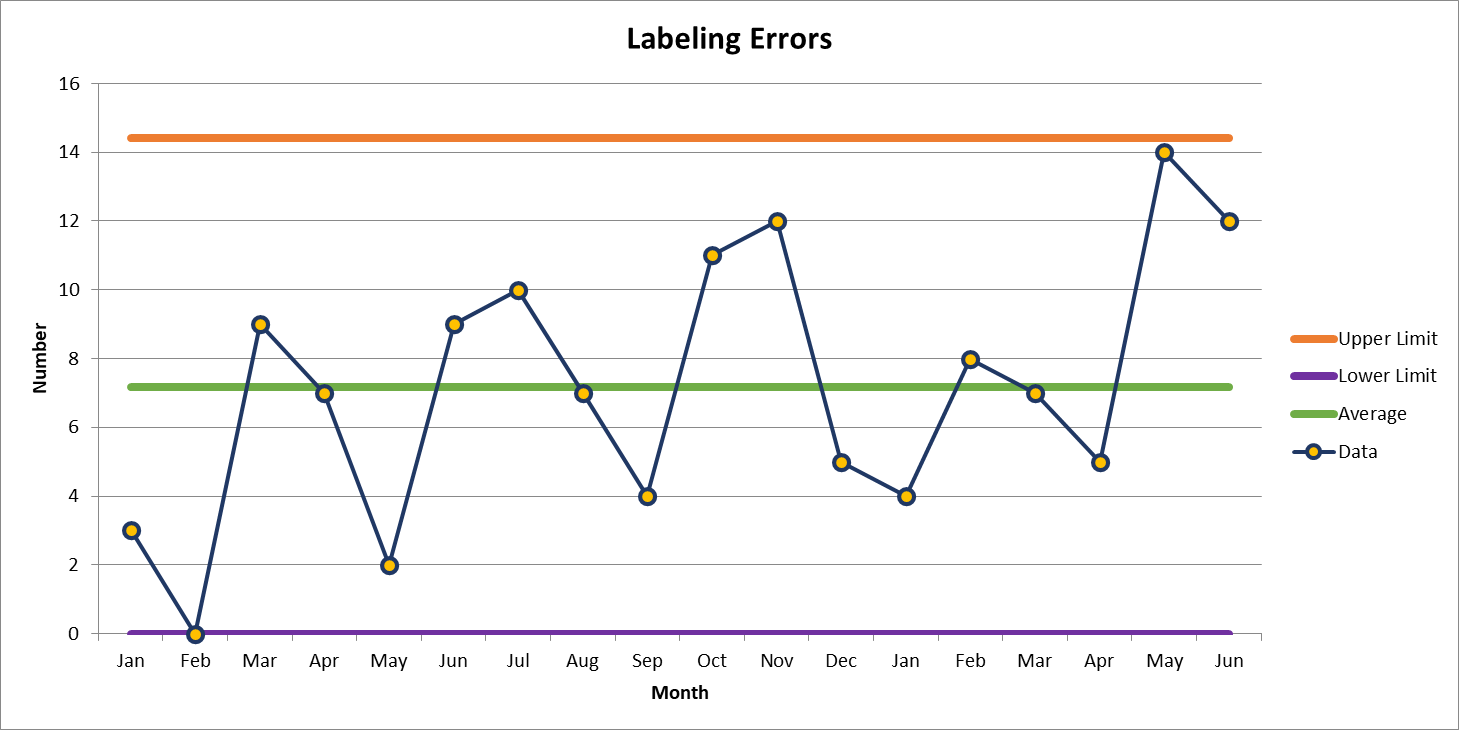 Labeling Errors
16
14
12
10
8
6
4
2
0
Number
Jan Feb Mar Apr May Jun Jul Aug Sep Oct Nov Dec Jan Feb Mar Apr May Jun
Month
Upper Limit
Lower Limit
Average
Data